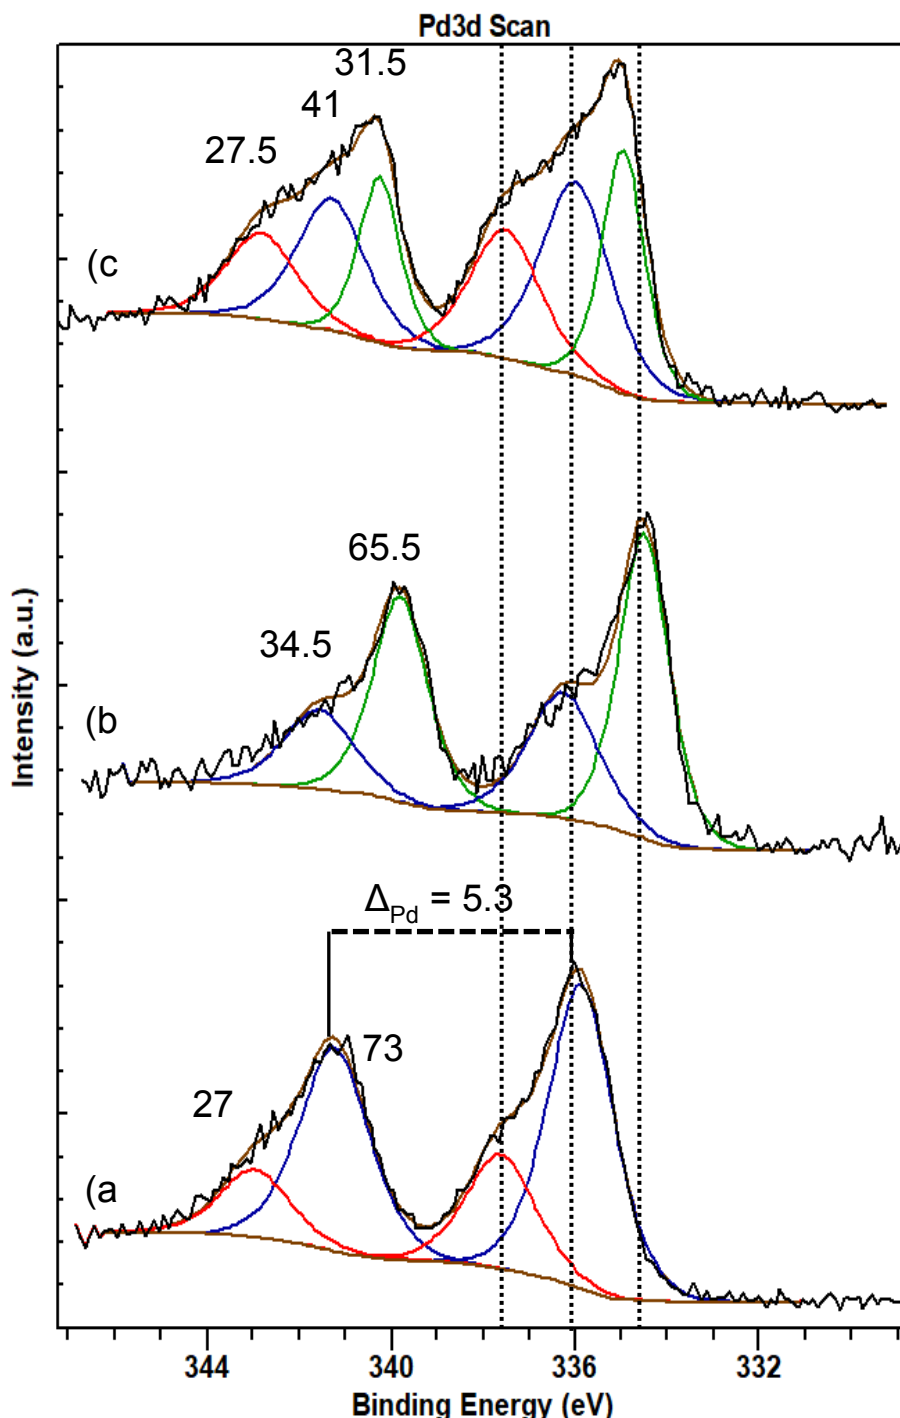 Pd3d Scan
31.5
41
27.5
(c
65.5
34.5
(b
ΔPd = 5.3
73
27
(a
Intensity (a.u.)
344 340 336 332
Binding Energy (eV)